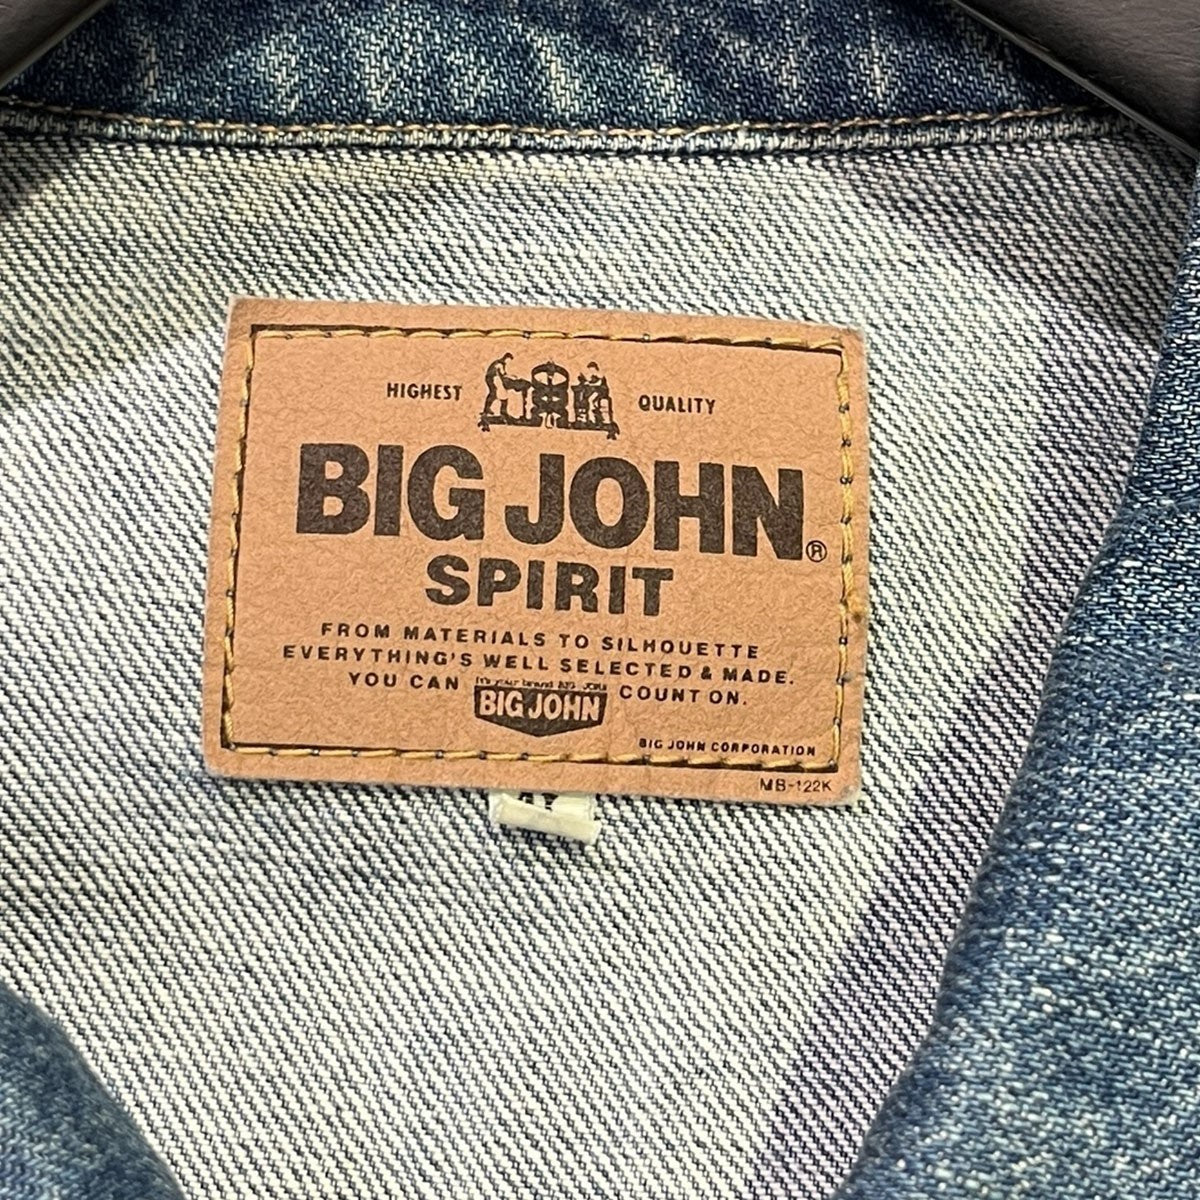 HIGHEST QUALITY
BIG JOHN®
SPIRIT
FROM MATERIALS TO SILHOUETTE
EVERYTHING'S WELL SELECTED & MADE.
YOU CAN BIG JOHN COUNT ON.
BIG JOHN CORPORATION
MB-122K